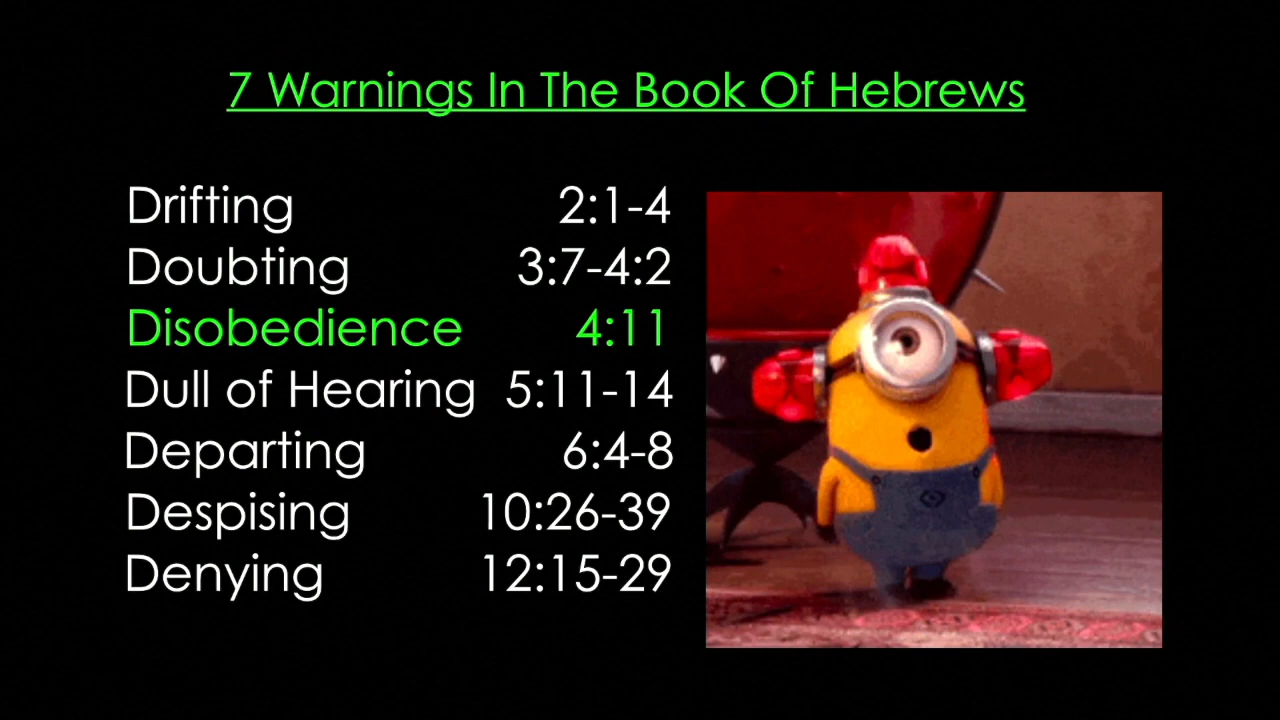 7 Warnings In The Book Of Hebrews
Drifting 2:1-4
Doubting 3:7-4:2
Disobedience 4:11
Dull of Hearing 5:11-14
Departing 6:4-8
Despising 10:26-39
Denying 12:15-29